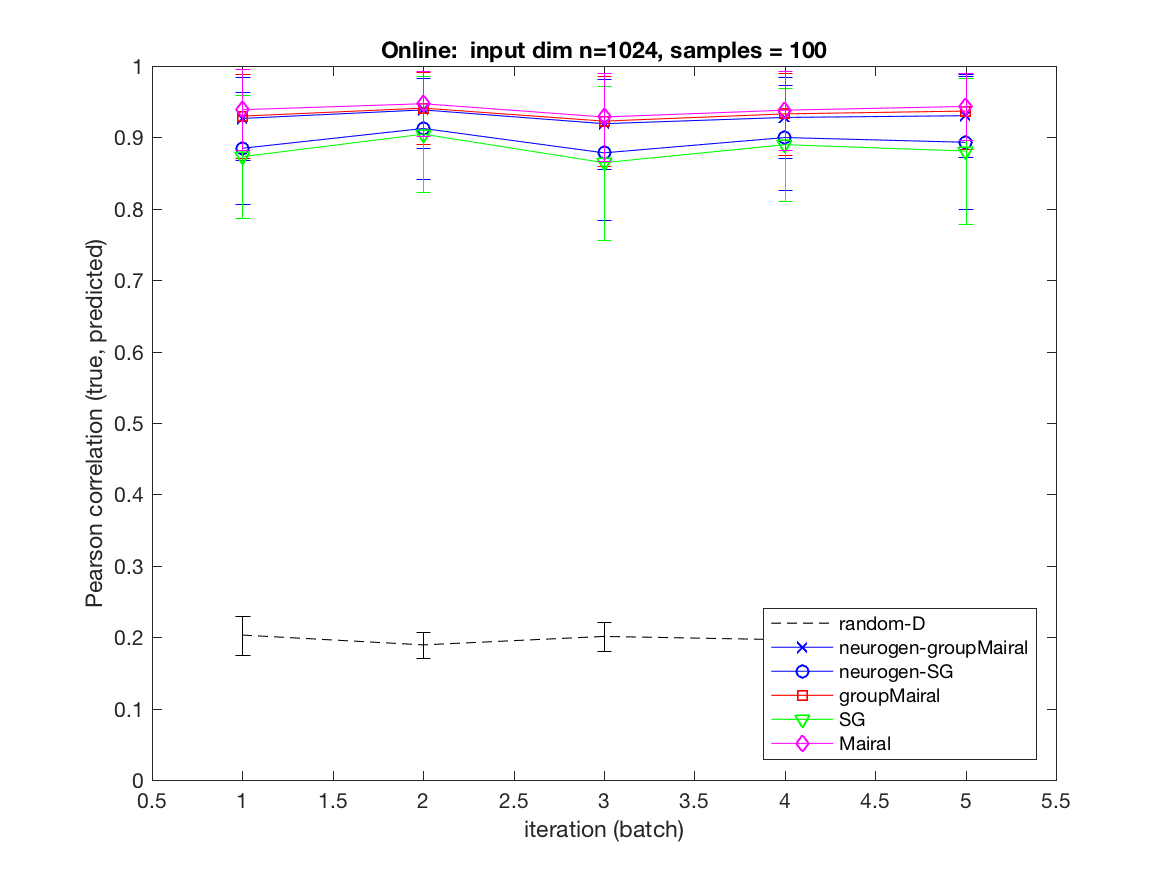 Online:  input dim n=1024, samples = 100
Pearson correlation (true, predicted)
1
0.9
0.8
0.7
0.6
0.5
0.4
0.3
0.2
0.1
0
random-D
neurogen-groupMairal
neurogen-SG
groupMairal
SG
Mairal
0.5
1
1.5
2
2.5
3
3.5
4
4.5
5
5.5
iteration (batch)